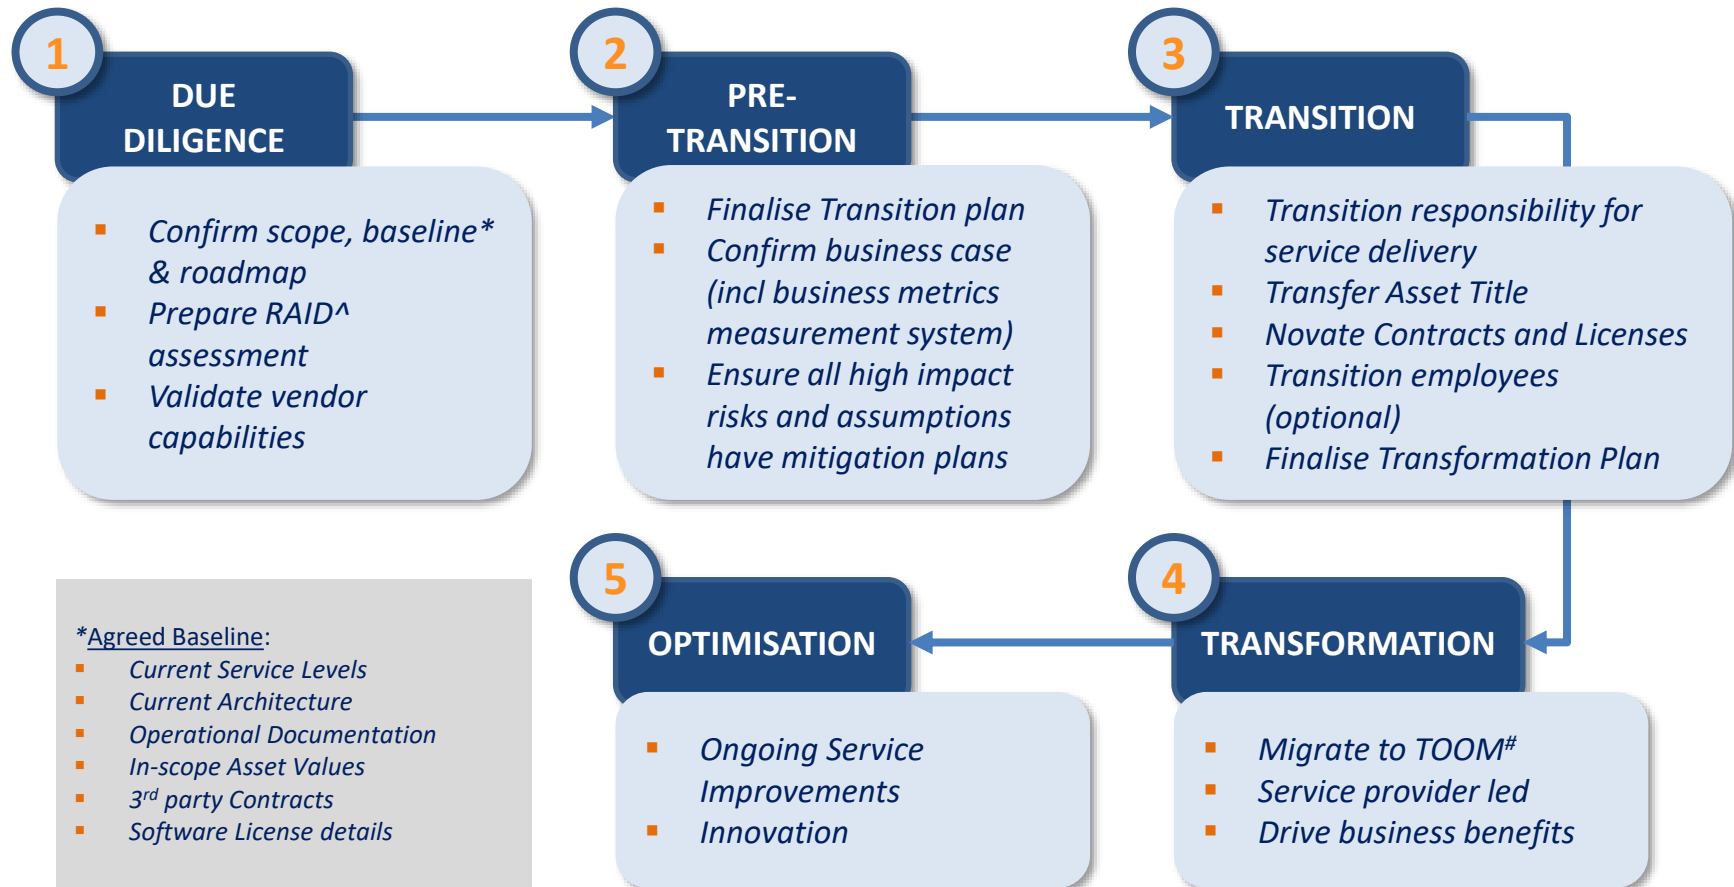 1
DUE
DILIGENCE
▪ Confirm scope, baseline*
& roadmap
▪ Prepare RAID^
assessment
▪ Validate vendor
capabilities
2
PRE-
TRANSITION
▪ Finalise Transition plan
▪ Confirm business case
(incl business metrics
measurement system)
▪ Ensure all high impact
risks and assumptions
have mitigation plans
3
TRANSITION
▪ Transition responsibility for
service delivery
▪ Transfer Asset Title
▪ Novate Contracts and Licenses
▪ Transition employees
(optional)
▪ Finalise Transformation Plan
4
TRANSFORMATION
▪ Migrate to TOOM#
▪ Service provider led
▪ Drive business benefits
5
OPTIMISATION
▪ Ongoing Service
Improvements
▪ Innovation
*Agreed Baseline:
▪ Current Service Levels
▪ Current Architecture
▪ Operational Documentation
▪ In-scope Asset Values
▪ 3rd party Contracts
▪ Software License details